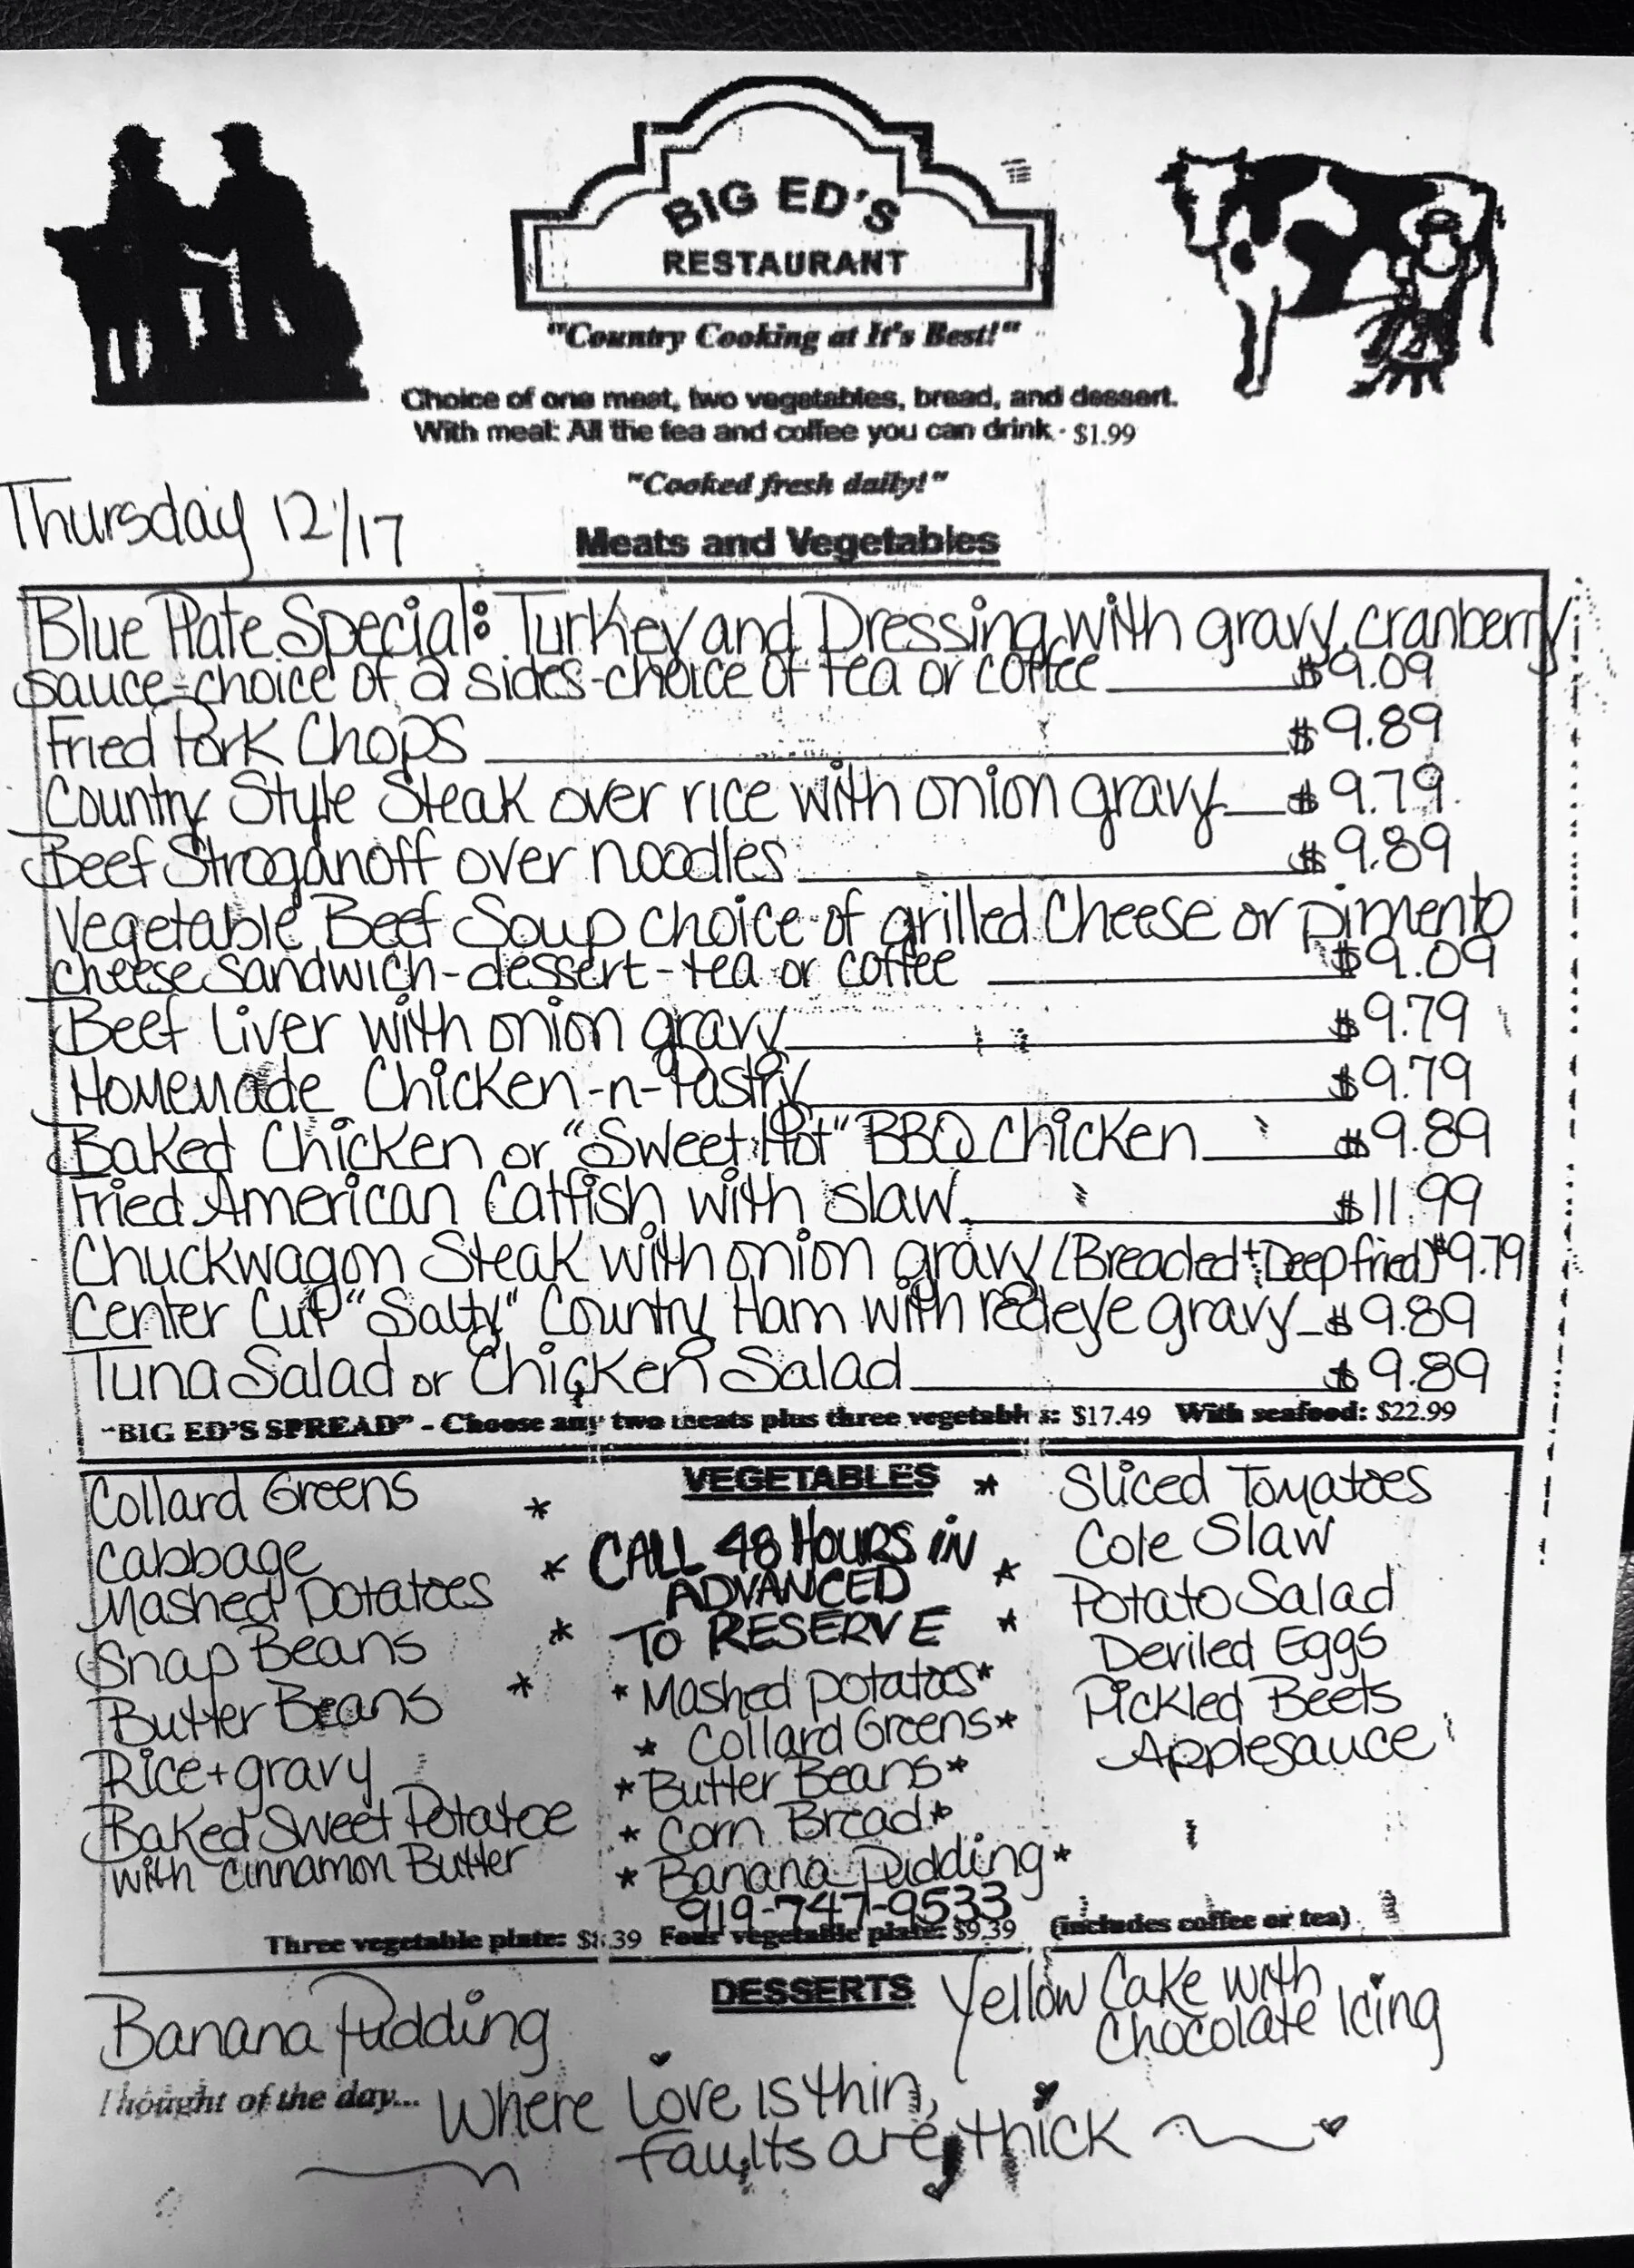 BIG ED'S
RESTAURANT
"Country Cooking at It's Best!"
Choice of one meat, two vegetables, bread, and dessert.
With meal: All the tea and coffee you can drink - $1.99
"Cooked fresh daily!"
Thursday 12/17
Meats and Vegetables
Blue Plate Special: Turkey and Dressing with gravy, cranberry
sauce-choice of 2 sides-choice of tea or coffee $9.09
Fried Pork Chops $9.89
Country Style Steak over rice with onion gravy $9.79
Beef Stroganoff over noodles $9.89
Vegetable Beef Soup choice of grilled cheese or pimento
cheese sandwich-dessert-tea or coffee $9.09
Beef Liver with onion gravy $9.79
Homemade Chicken-n-Pastry $9.79
Baked Chicken or "Sweet Hot" BBQ Chicken $9.89
Fried American Catfish with slaw $11.99
Chuckwagon Steak with onion gravy (Breaded + Deep fried) $9.79
Center Cut "Salty" Country Ham with redeye gravy $9.89
Tuna Salad or Chicken Salad $9.89
"BIG ED'S SPREAD" - Choose any two meats plus three vegetables: $17.49 With seafood: $22.99
VEGETABLES
Collard Greens
Cabbage
Mashed Potatoes
Snap Beans
Butter Beans
Rice + gravy
Baked Sweet Potatoe
with Cinnamon Butter
* *
* CALL 48 HOURS IN *
ADVANCED
* TO RESERVE *
*
* Mashed Potatoes *
* Collard Greens *
* Butter Beans *
* Corn Bread *
* Banana Pudding *
919-747-9533
Sliced Tomatoes
Cole Slaw
Potato Salad
Deviled Eggs
Pickled Beets
Applesauce
Three vegetable plate: $8.39 Four vegetable plate: $9.39 (includes coffee or tea)
DESSERTS
Banana Pudding
Yellow Cake with
Chocolate Icing
Thought of the day... Where love is thin,
faults are thick